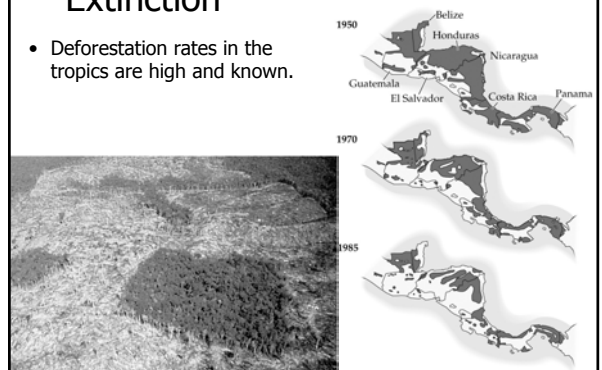 Extinction
• Deforestation rates in the
tropics are high and known.
1950
Belize
Honduras
Nicaragua
Guatemala
El Salvador
Costa Rica
Panama
1970
1985